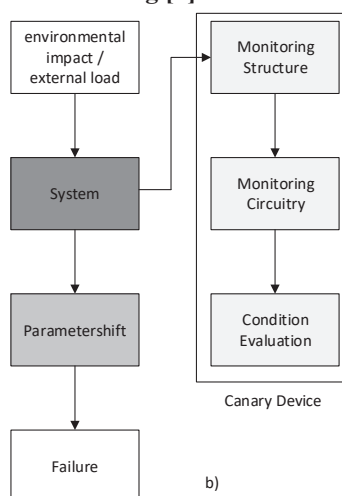 environmental
impact /
external load
System
Parametershift
Failure
Monitoring
Structure
Monitoring
Circuitry
Condition
Evaluation
Canary Device
b)